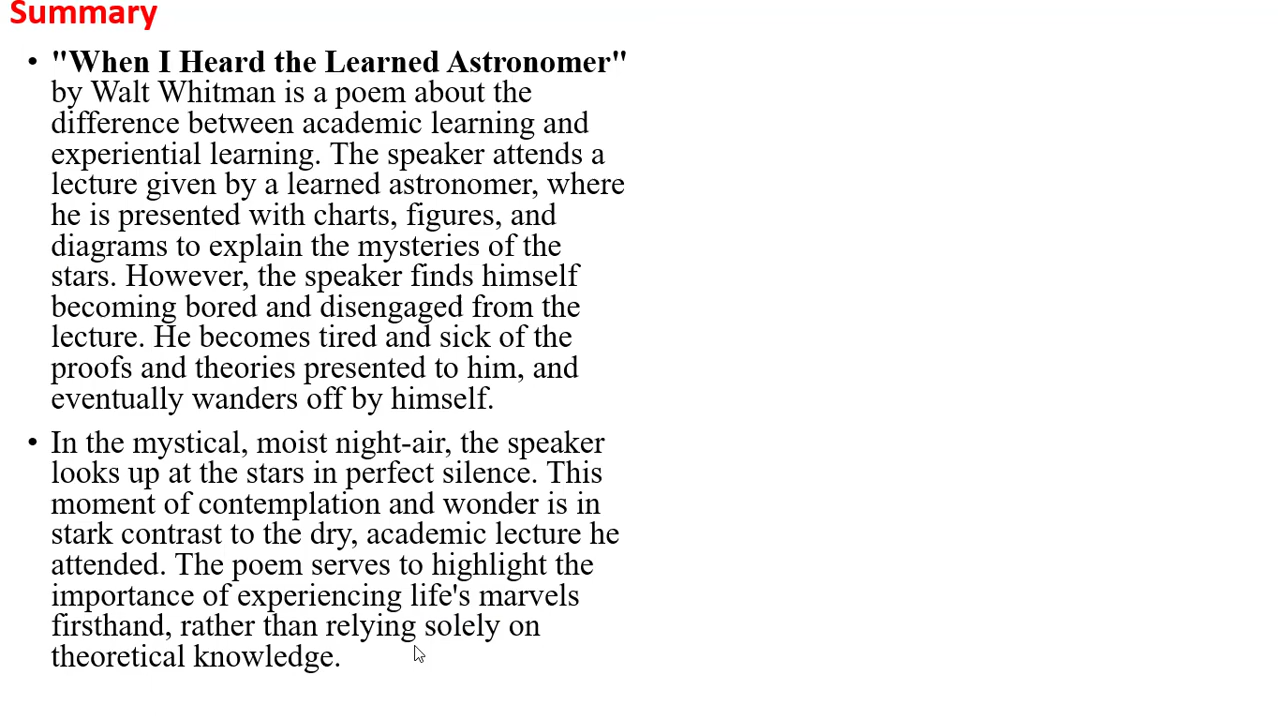 Summary
• "When I Heard the Learned Astronomer"
by Walt Whitman is a poem about the
difference between academic learning and
experiential learning. The speaker attends a
lecture given by a learned astronomer, where
he is presented with charts, figures, and
diagrams to explain the mysteries of the
stars. However, the speaker finds himself
becoming bored and disengaged from the
lecture. He becomes tired and sick of the
proofs and theories presented to him, and
eventually wanders off by himself.
• In the mystical, moist night-air, the speaker
looks up at the stars in perfect silence. This
moment of contemplation and wonder is in
stark contrast to the dry, academic lecture he
attended. The poem serves to highlight the
importance of experiencing life's marvels
firsthand, rather than relying solely on
theoretical knowledge.